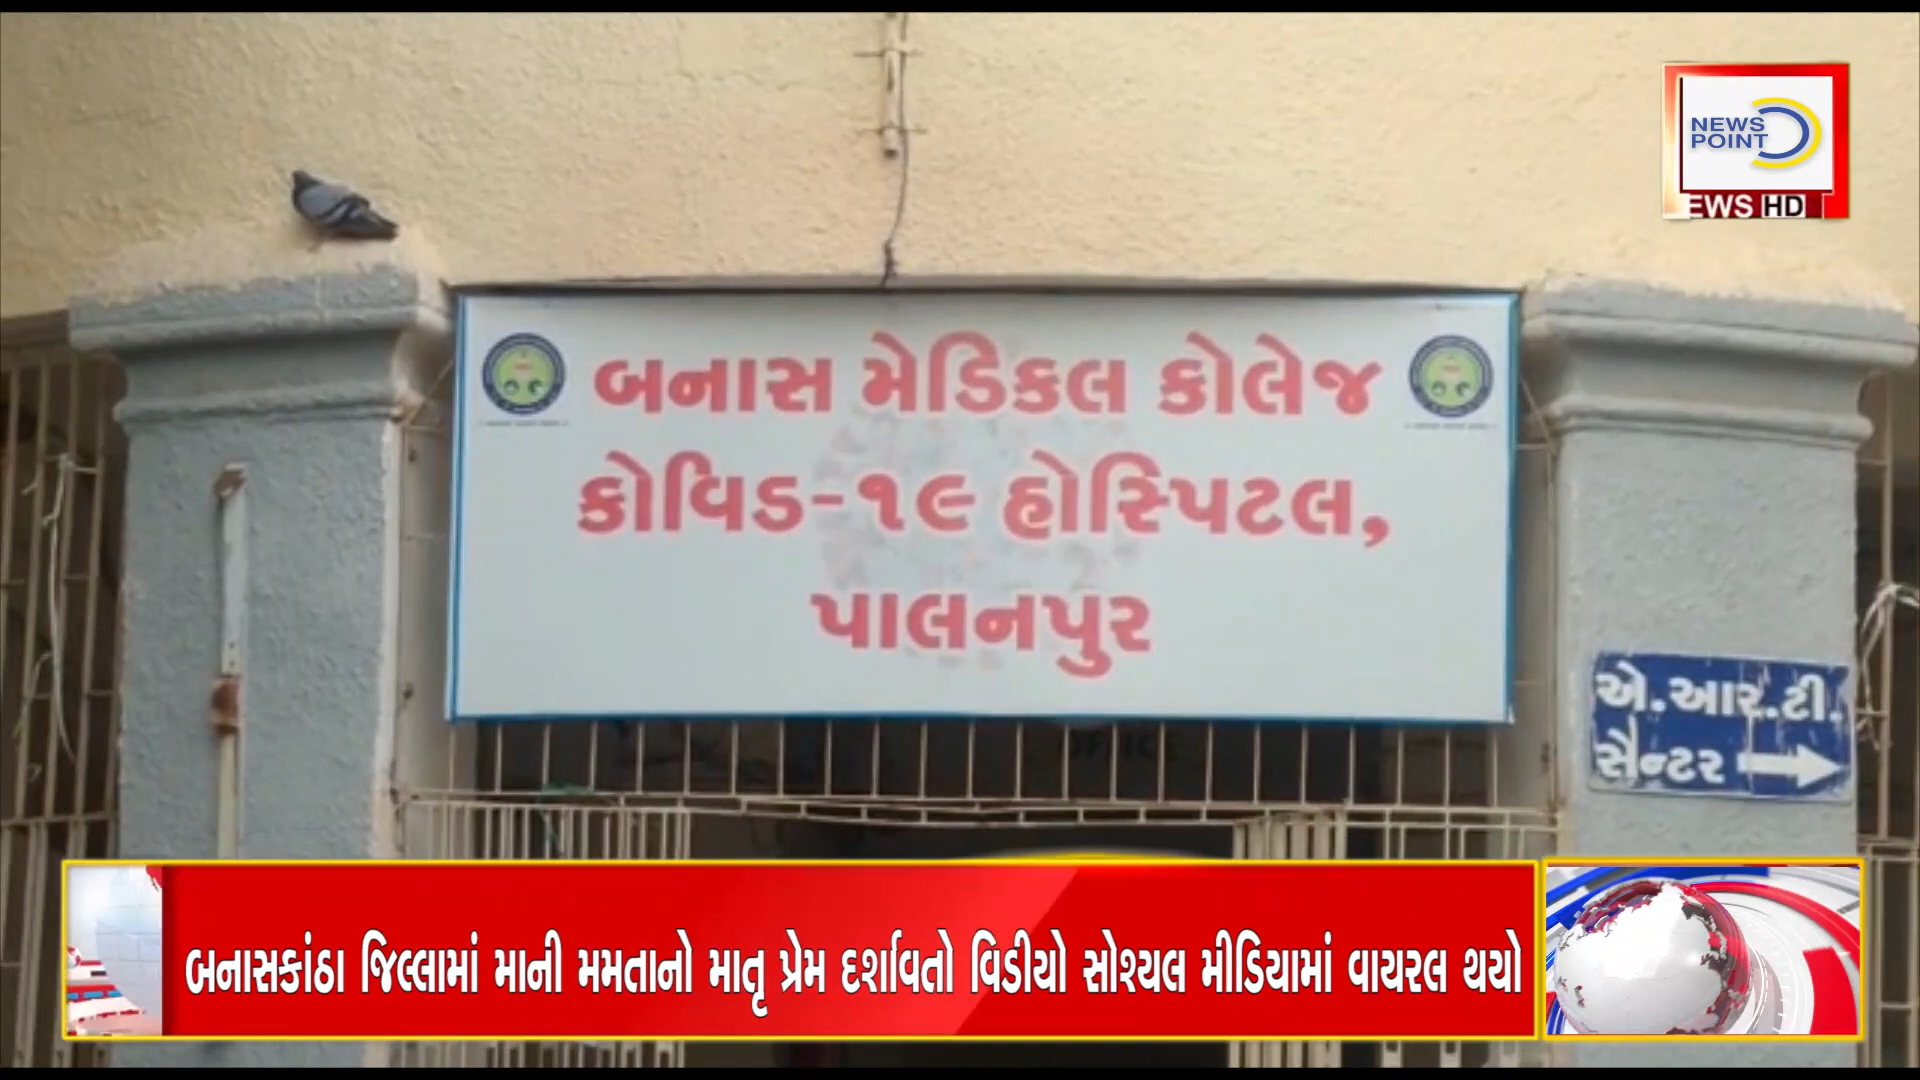 NEWS
POINT
EWS HD
બનાસ મેડિકલ કોલેજ
કોવિડ-૧૯ હોસ્પિટલ,
પાલનપુર
એ.આર.ટી.
સેન્ટર
બનાસકાંઠા જિલ્લામાં માની મમતાનો માતૃ પ્રેમ દર્શાવતો વિડીયો સોશ્યલ મીડિયામાં વાયરલ થયો